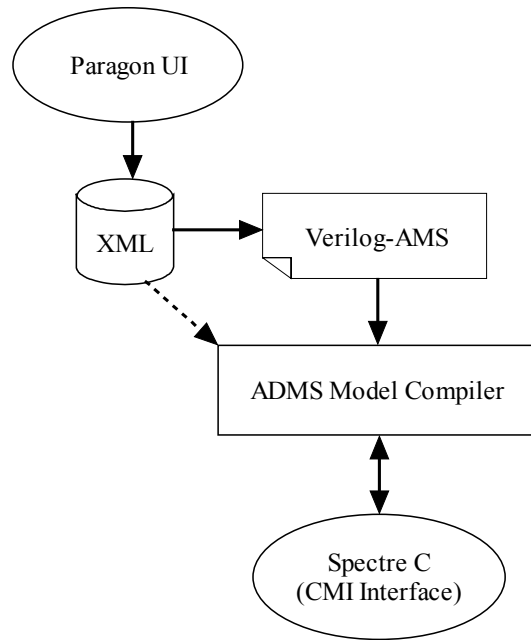 Paragon UI
XML
Verilog-AMS
ADMS Model Compiler
Spectre C
(CMI Interface)